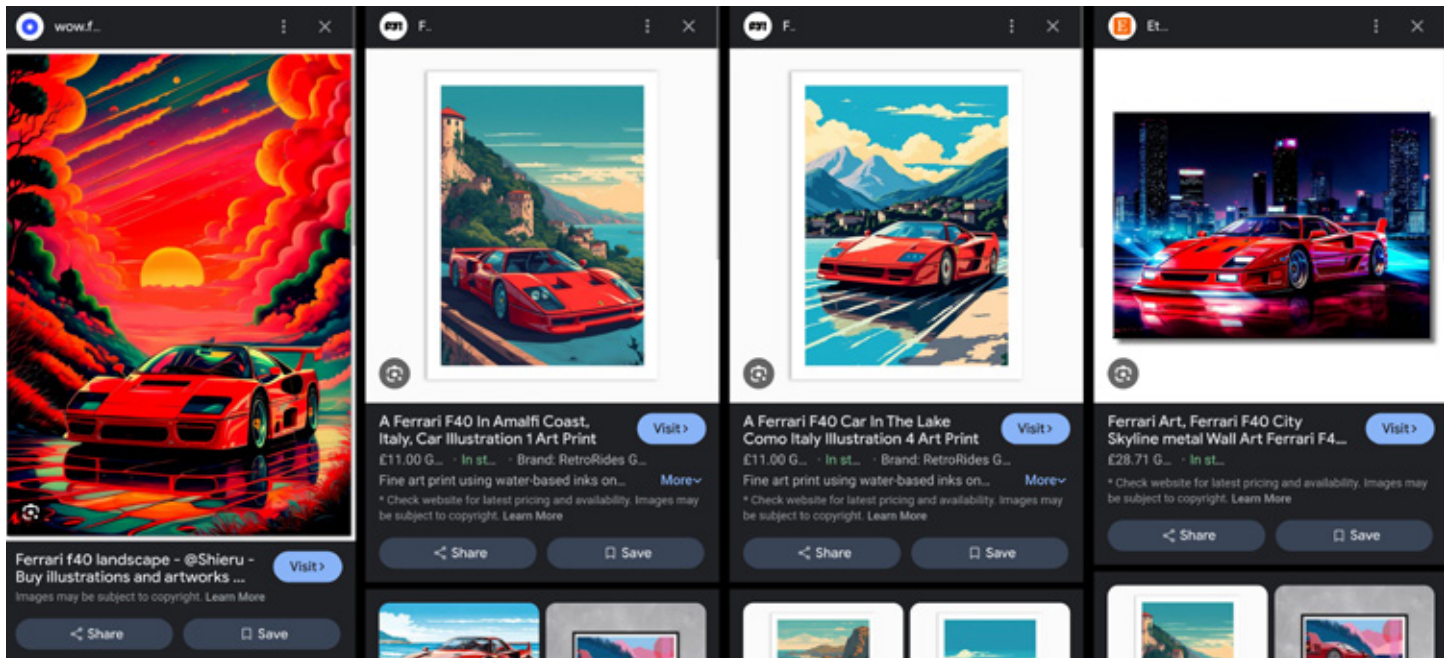 wow.f...
Ferrari f40 landscape - @Shieru -
Buy illustrations and artworks ...
Visit>
Images may be subject to copyright. Learn More
Share
Save
F..
A Ferrari F40 In Amalfi Coast,
Italy, Car Illustration 1 Art Print
Visit>
£11.00 G... · In st... · Brand: RetroRides G...
Fine art print using water-based inks on...
More
* Check website for latest pricing and availability. Images may
be subject to copyright. Learn More
Share
Save
F..
A Ferrari F40 Car In The Lake
Como Italy Illustration 4 Art Print
Visit>
£11.00 G... · In st... · Brand: RetroRides G...
Fine art print using water-based inks on...
More
* Check website for latest pricing and availability. Images may
be subject to copyright. Learn More
Share
Save
E
Et...
Ferrari Art, Ferrari F40 City
Skyline metal Wall Art Ferrari F4...
Visit>
£28.71 G... · In st...
* Check website for latest pricing and availability. Images may
be subject to copyright. Learn More
Share
Save